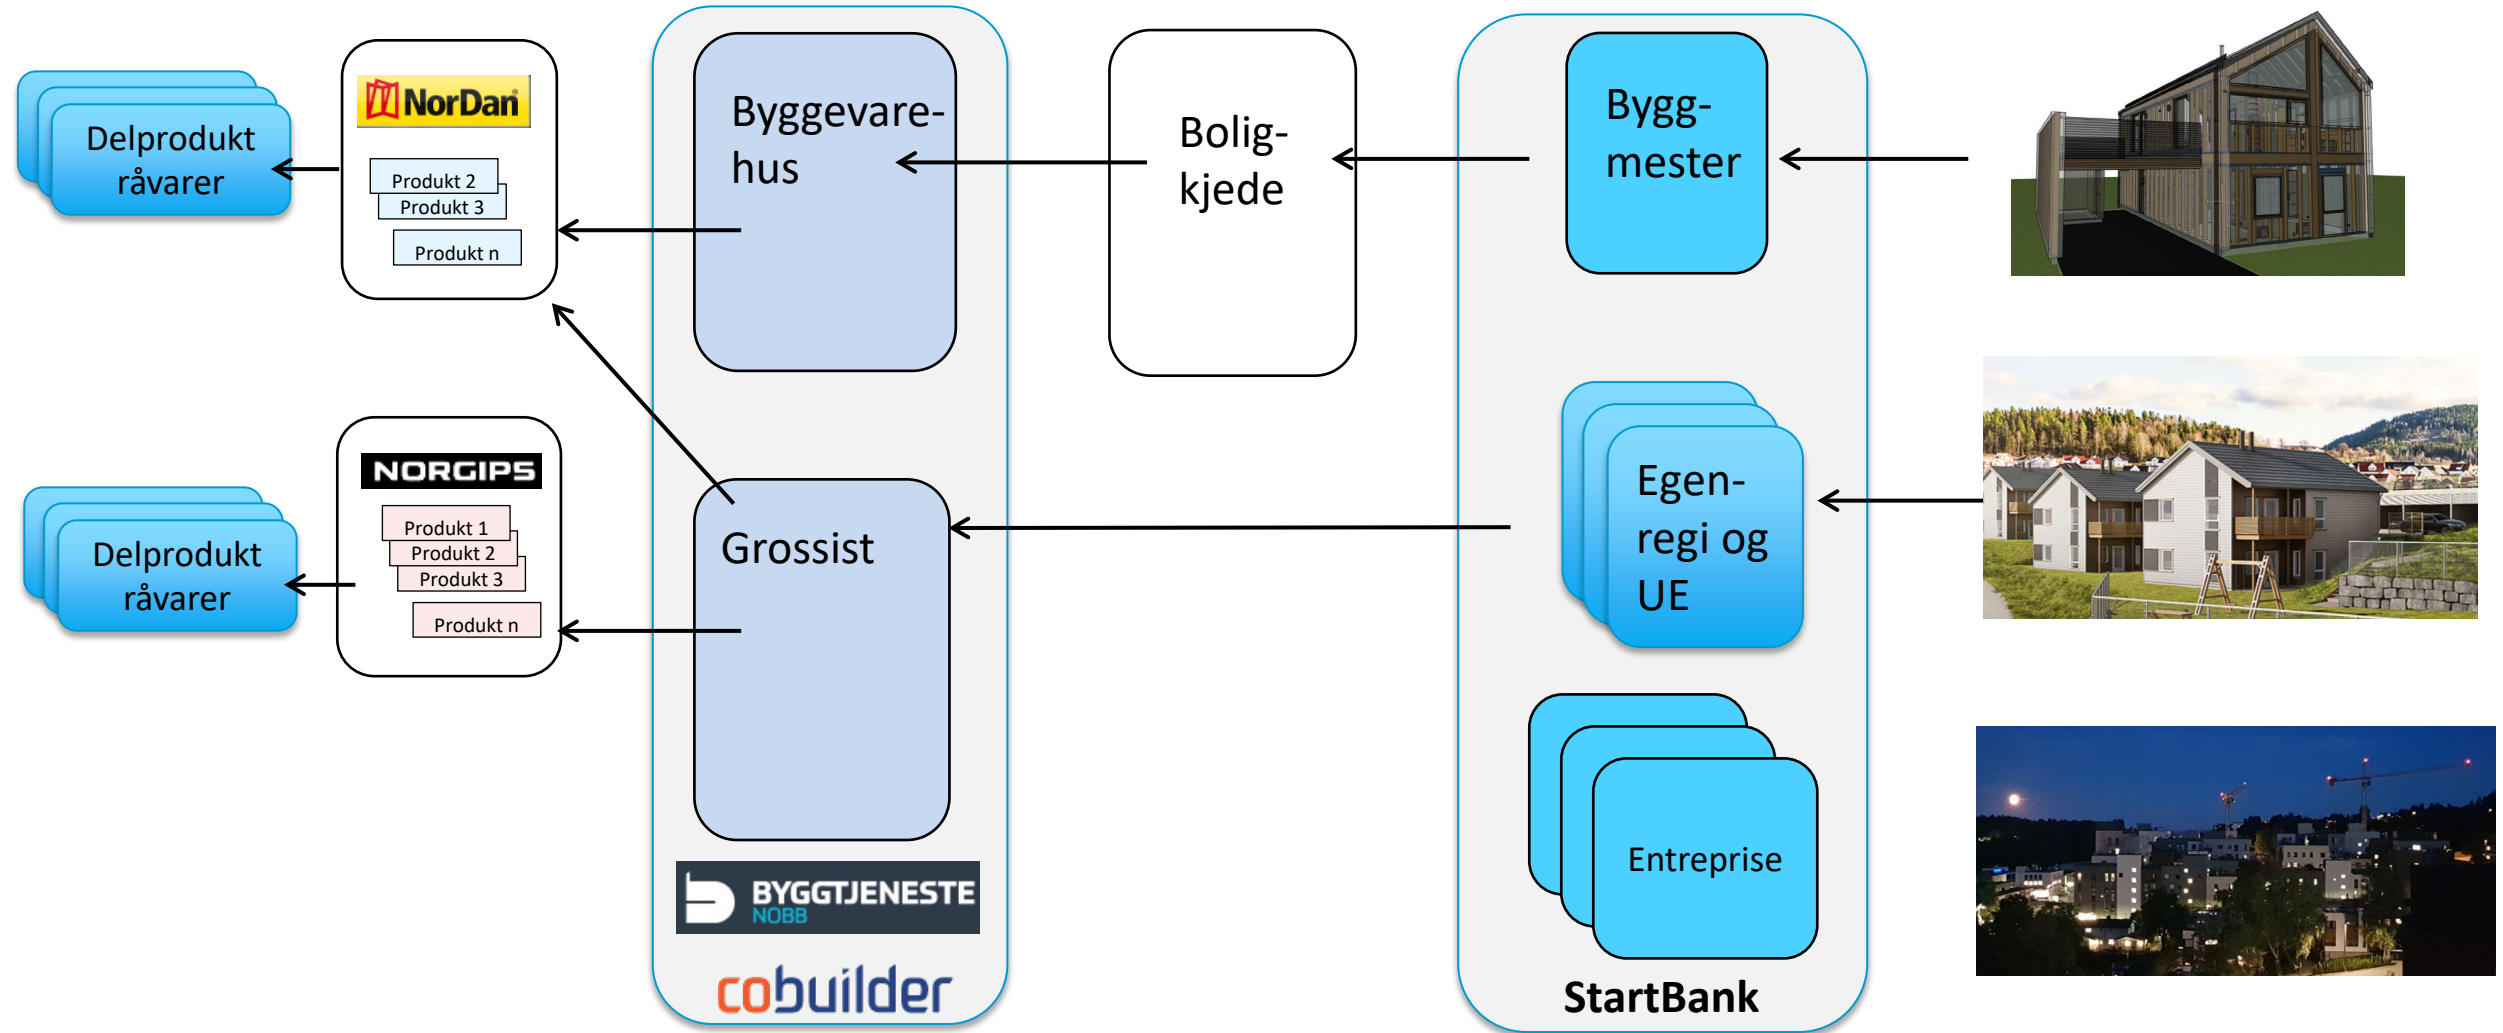 Delprodukt
råvarer
NorDan
Produkt 2
Produkt 3
Produkt n
Delprodukt
råvarer
NORGIPS
Produkt 1
Produkt 2
Produkt 3
Produkt n
Byggevare-
hus
Grossist
BYGGTJENESTE
NOBB
cobuilder
Bolig-
kjede
Bygg-
mester
Egen-
regi og
UE
Entreprise
StartBank